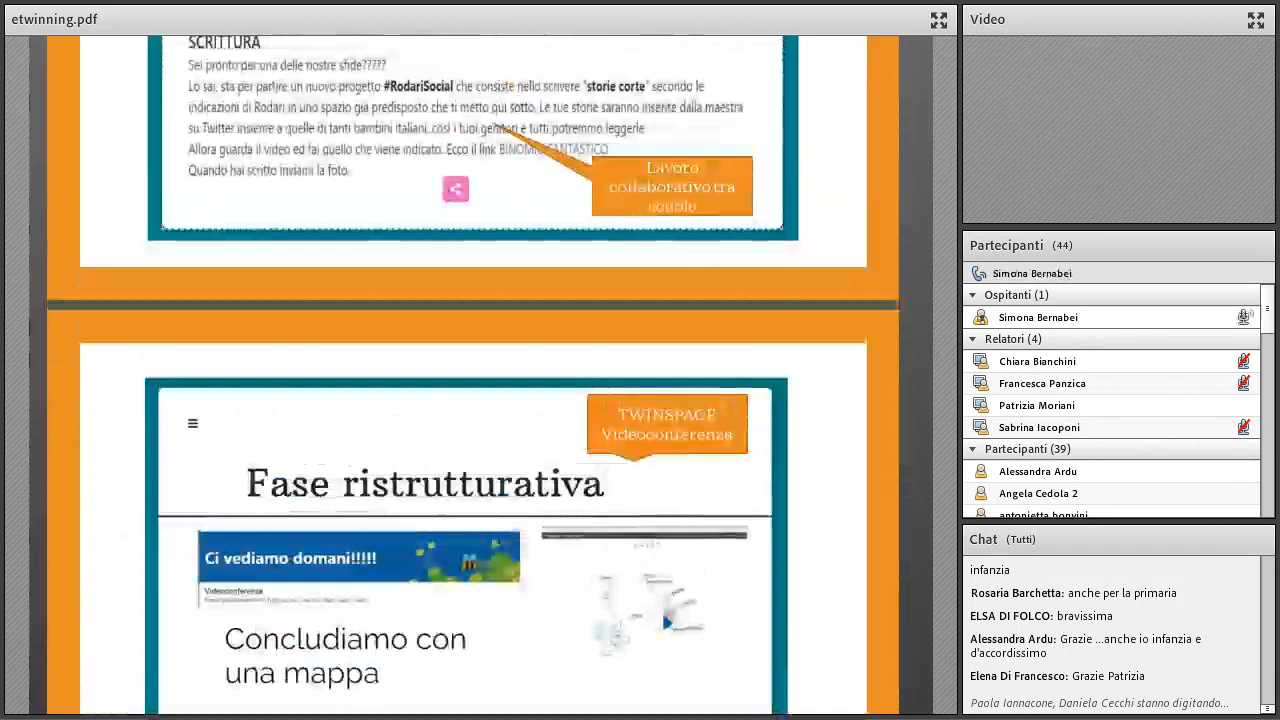 etwinning.pdf
SCRITTURA
Sei pronto per una delle nostre sfide?????
Lo sai, sta per partire un nuovo progetto #RodariSocial che consiste nello scrivere "storie corte" secondo le
indicazioni di Rodari in uno spazio già predisposto che ti metto qui sotto. Le tue storie saranno inserite dalla maestra
su Twitter insieme a quelle di tanti bambini italiani, così i tuoi genitori e tutti potremmo leggerle
Allora guarda il video ed fai quello che viene indicato. Ecco il link BINOMIO FANTASTICO
Quando hai scritto inviami la foto.
Lavoro
collaborativo tra
scuole
TWINSPACE
Videoconferenza
Fase ristrutturativa
Ci vediamo domani!!!!!
Videoconferenza
Concludiamo con
una mappa
Video
Partecipanti (44)
Simona Bernabei
Ospitanti (1)
Simona Bernabei
Relatori (4)
Chiara Bianchini
Francesca Panzica
Patrizia Moriani
Sabrina Iacoponi
Partecipanti (39)
Alessandra Ardu
Angela Cedola 2
antonietta bonvini
Chat (Tutti)
infanzia
Rosaria Barchetta: anche per la primaria
ELSA DI FOLCO: bravissima
Alessandra Ardu: Grazie ...anche io infanzia e
d'accordissimo
Elena Di Francesco: Grazie Patrizia
Paola Iannacone, Daniela Cecchi stanno digitando...